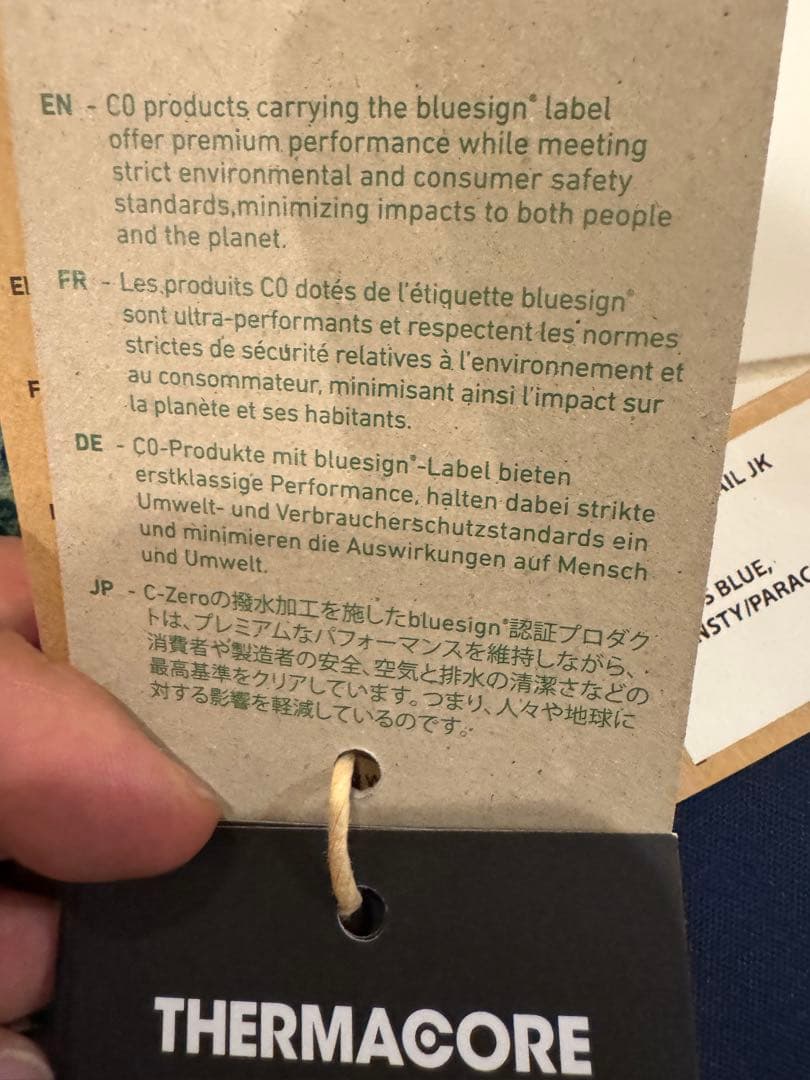 EN - C0 products carrying the bluesign® label
offer premium performance while meeting
strict environmental and consumer safety
standards,minimizing impacts to both people
and the planet.
FR - Les produits C0 dotés de l'étiquette bluesign®
sont ultra-performants et respectent les normes
strictes de sécurité relatives à l'environnement et
au consommateur, minimisant ainsi l'impact sur
la planète et ses habitants.
DE - C0-Produkte mit bluesign®-Label bieten
erstklassige Performance, halten dabei strikte
Umwelt- und Verbraucherschutzstandards ein
und minimieren die Auswirkungen auf Mensch
und Umwelt.
JP - C-Zeroの撥水加工を施したbluesign®認証プロダク
トは、プレミアムなパフォーマンスを維持しながら、
消費者や製造者の安全、空気と排水の清潔さなどの
最高基準をクリアしています。つまり、人々や地球に
対する影響を軽減しているのです。
JK
BLUE,
THERMACORE